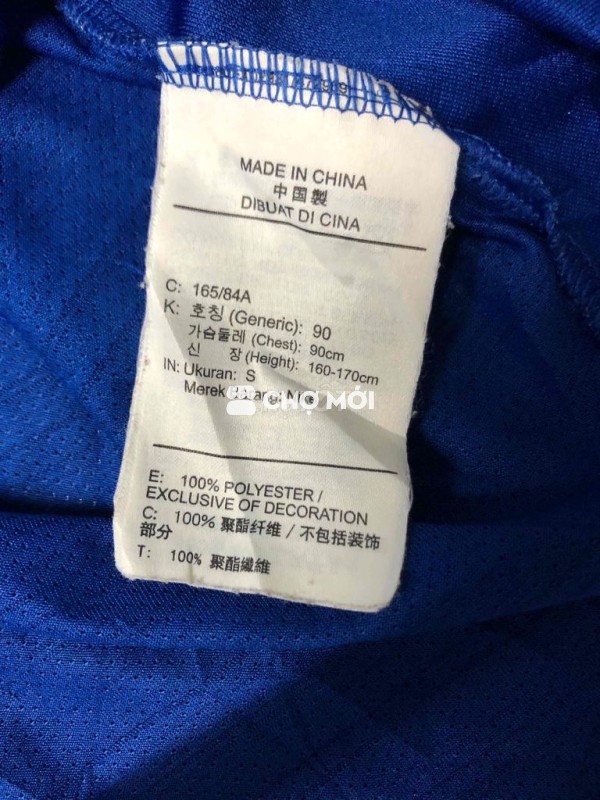 MADE IN CHINA
中国製
DIBUAT DI CINA
C: 165/84A
K: 호칭 (Generic): 90
가슴둘레 (Chest): 90cm
신 장 (Height): 160-170cm
IN: Ukuran: S
Merek
CHỢ MỚI
E: 100% POLYESTER /
EXCLUSIVE OF DECORATION
C: 100% 聚酯纤维 / 不包括装饰
部分
T: 100% 聚酯纖維